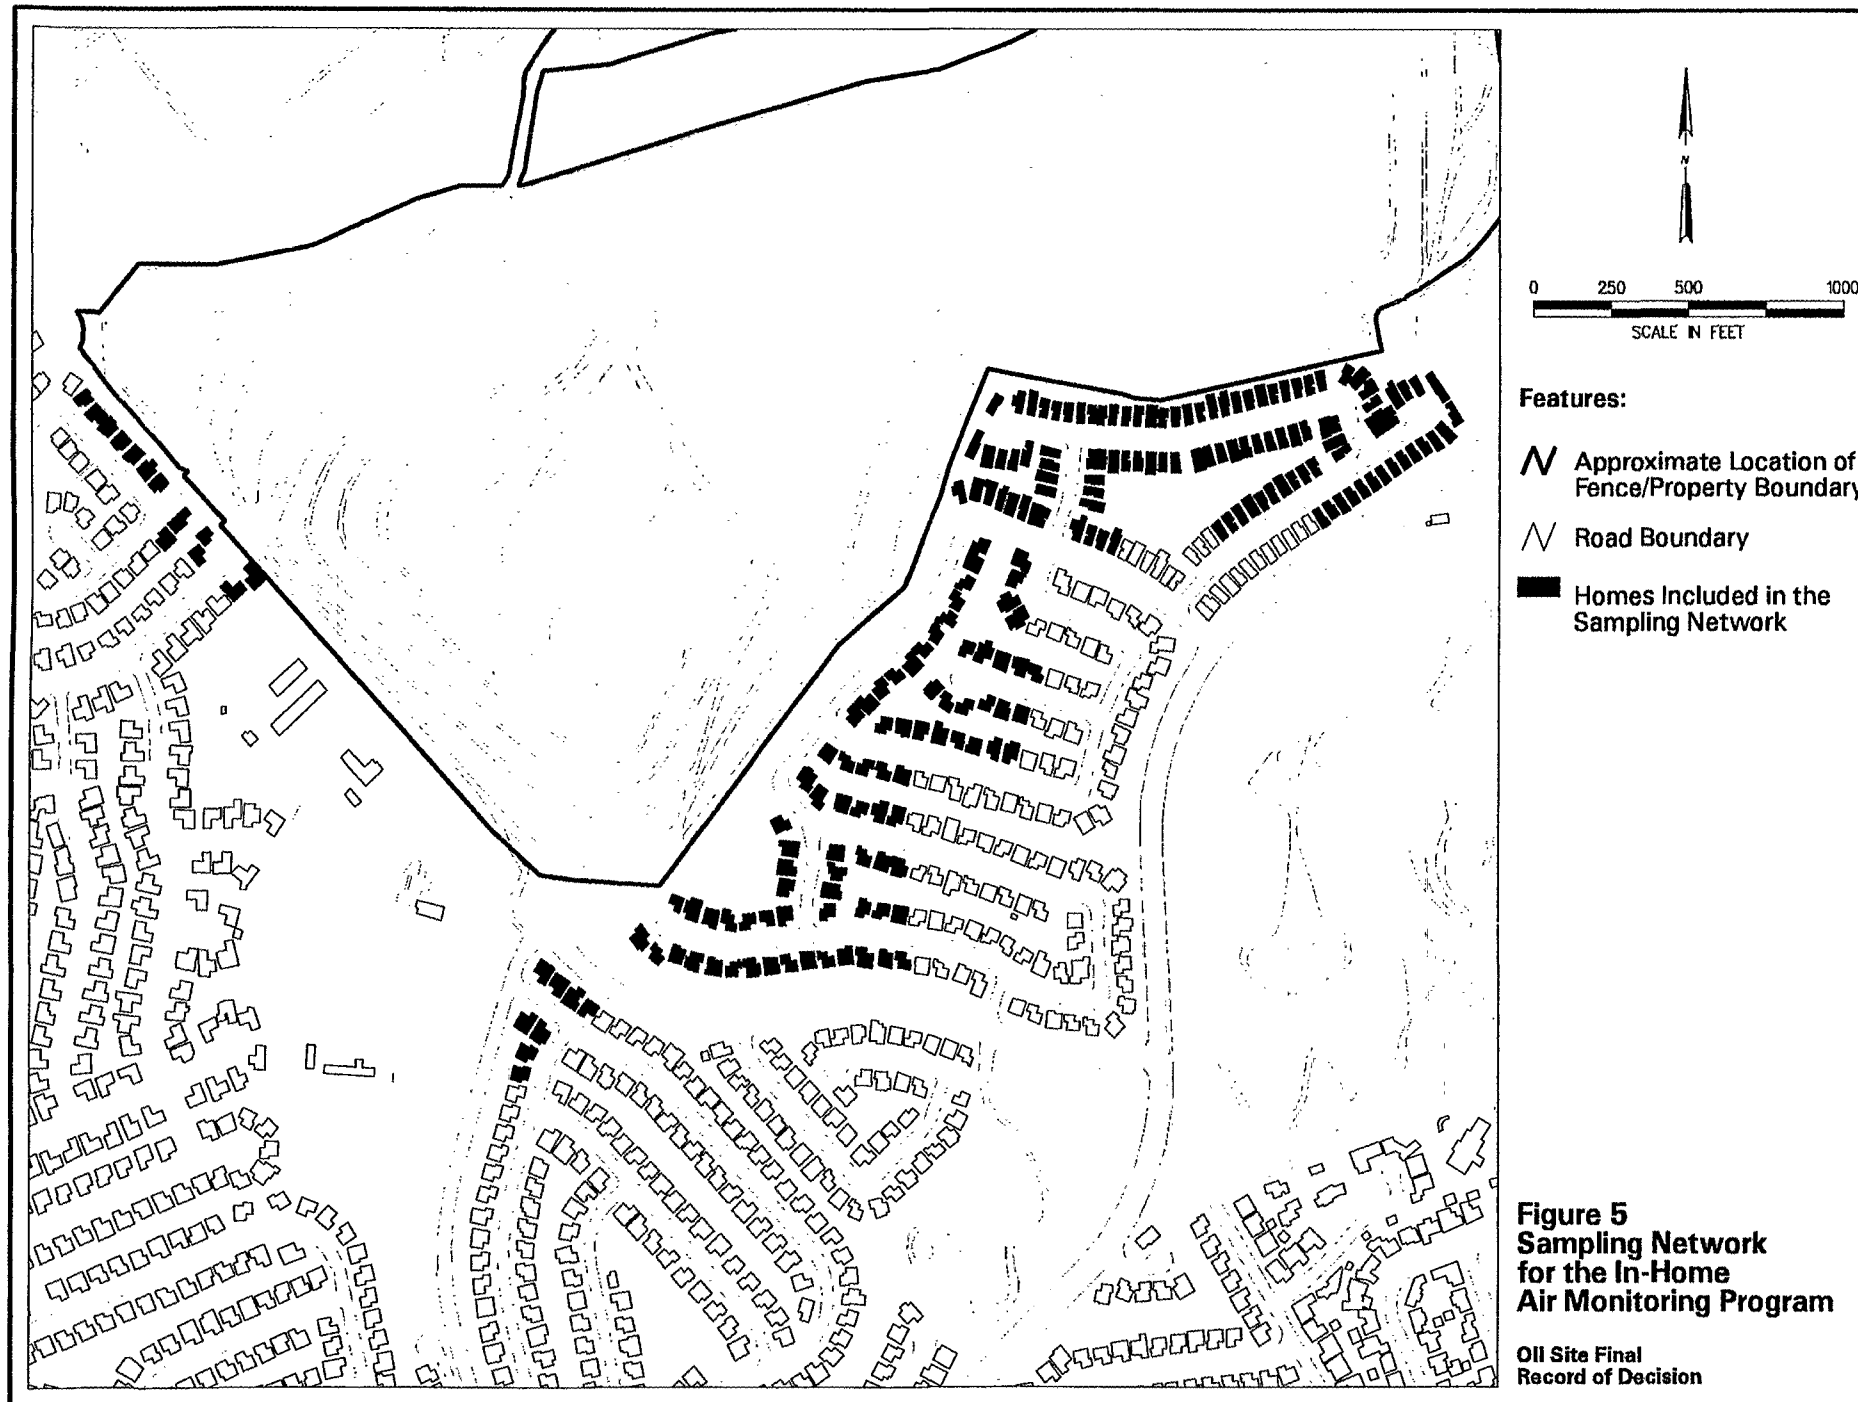 N
0 250 500 1000
SCALE IN FEET
Features:
Approximate Location of
Fence/Property Boundary
Road Boundary
Homes Included in the
Sampling Network
Figure 5
Sampling Network
for the In-Home
Air Monitoring Program
OII Site Final
Record of Decision